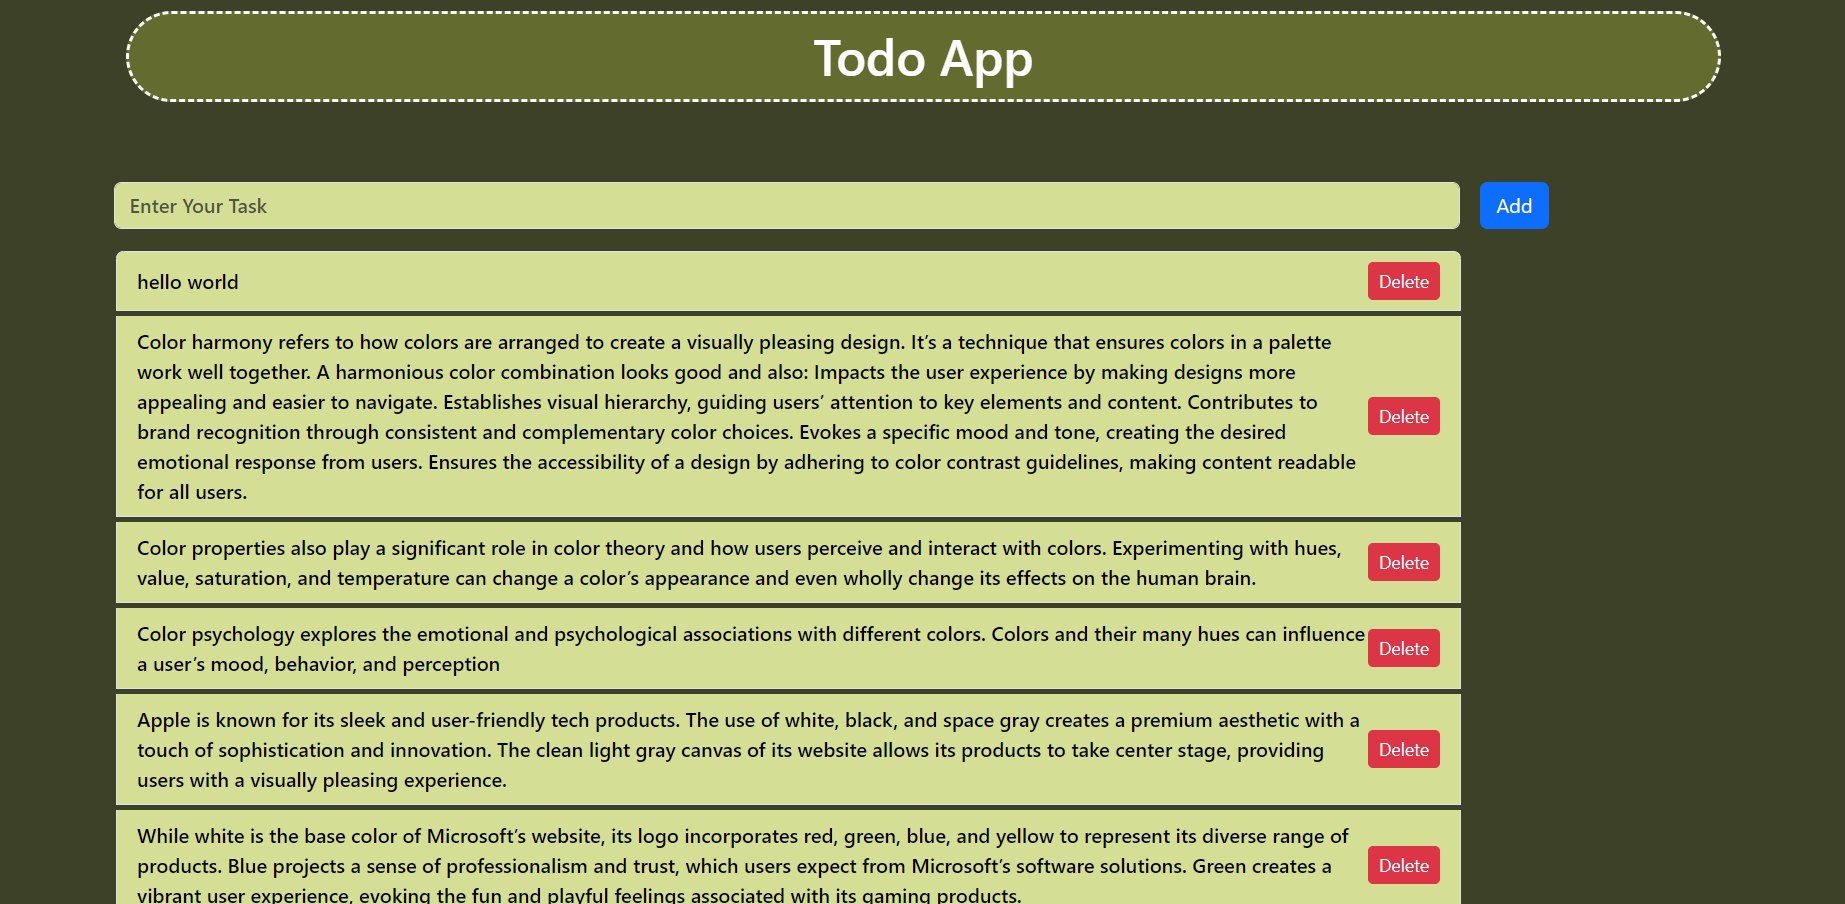 Todo App
Enter Your Task
Add
hello world
Delete
Color harmony refers to how colors are arranged to create a visually pleasing design. It’s a technique that ensures colors in a palette
work well together. A harmonious color combination looks good and also: Impacts the user experience by making designs more
appealing and easier to navigate. Establishes visual hierarchy, guiding users’ attention to key elements and content. Contributes to
brand recognition through consistent and complementary color choices. Evokes a specific mood and tone, creating the desired
emotional response from users. Ensures the accessibility of a design by adhering to color contrast guidelines, making content readable
for all users.
Delete
Color properties also play a significant role in color theory and how users perceive and interact with colors. Experimenting with hues,
value, saturation, and temperature can change a color’s appearance and even wholly change its effects on the human brain.
Delete
Color psychology explores the emotional and psychological associations with different colors. Colors and their many hues can influence
a user’s mood, behavior, and perception
Delete
Apple is known for its sleek and user-friendly tech products. The use of white, black, and space gray creates a premium aesthetic with a
touch of sophistication and innovation. The clean light gray canvas of its website allows its products to take center stage, providing
users with a visually pleasing experience.
Delete
While white is the base color of Microsoft’s website, its logo incorporates red, green, blue, and yellow to represent its diverse range of
products. Blue projects a sense of professionalism and trust, which users expect from Microsoft’s software solutions. Green creates a
vibrant user experience, evoking the fun and playful feelings associated with its gaming products.
Delete